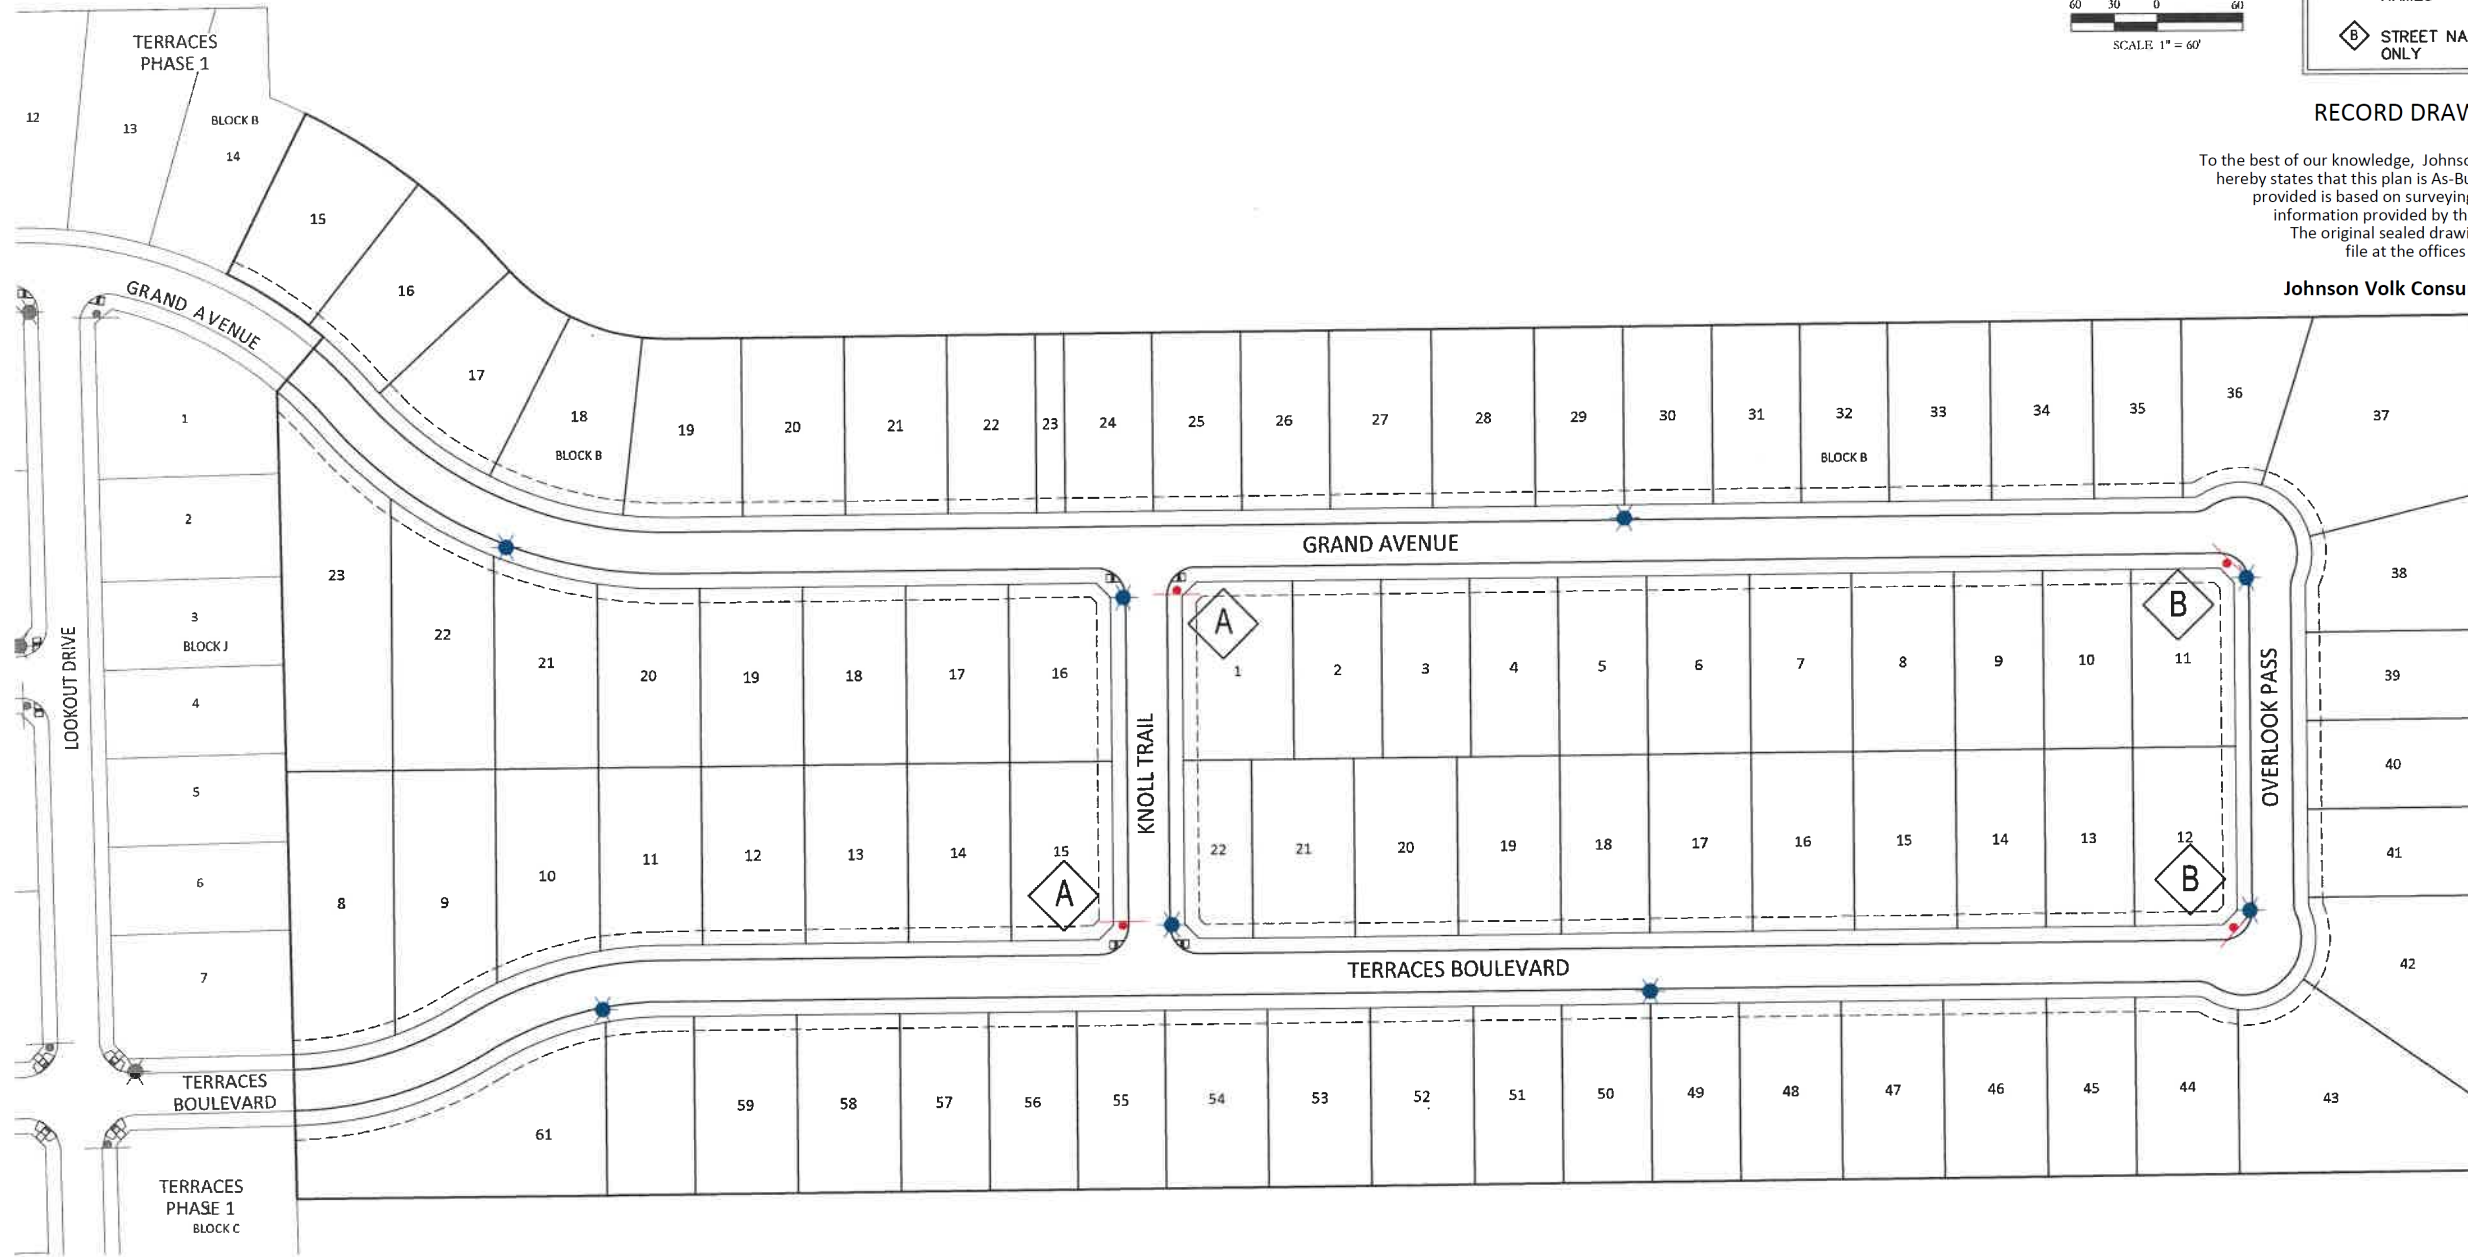 60 30 0 60
SCALE 1" = 60'
B STREET NA
ONLY
RECORD DRAW
To the best of our knowledge, Johnso
hereby states that this plan is As-Bu
provided is based on surveying
information provided by th
The original sealed drawi
file at the offices
Johnson Volk Consu
TERRACES
PHASE 1
BLOCK B
12
13
14
15
16
17
18
BLOCK B
19
20
21
22
23
24
25
26
27
28
29
30
31
32
BLOCK B
33
34
35
36
37
38
39
40
41
42
43
GRAND AVENUE
GRAND AVENUE
LOOKOUT DRIVE
1
2
3
BLOCK J
4
5
6
7
23
22
21
20
19
18
17
16
8
9
10
11
12
13
14
15
A
KNOLL TRAIL
A
1
2
3
4
5
6
7
8
9
10
11
B
22
21
20
19
18
17
16
15
14
13
12
B
OVERLOOK PASS
TERRACES BOULEVARD
TERRACES
BOULEVARD
61
59
58
57
56
55
54
53
52
51
50
49
48
47
46
45
44
TERRACES
PHASE 1
BLOCK C